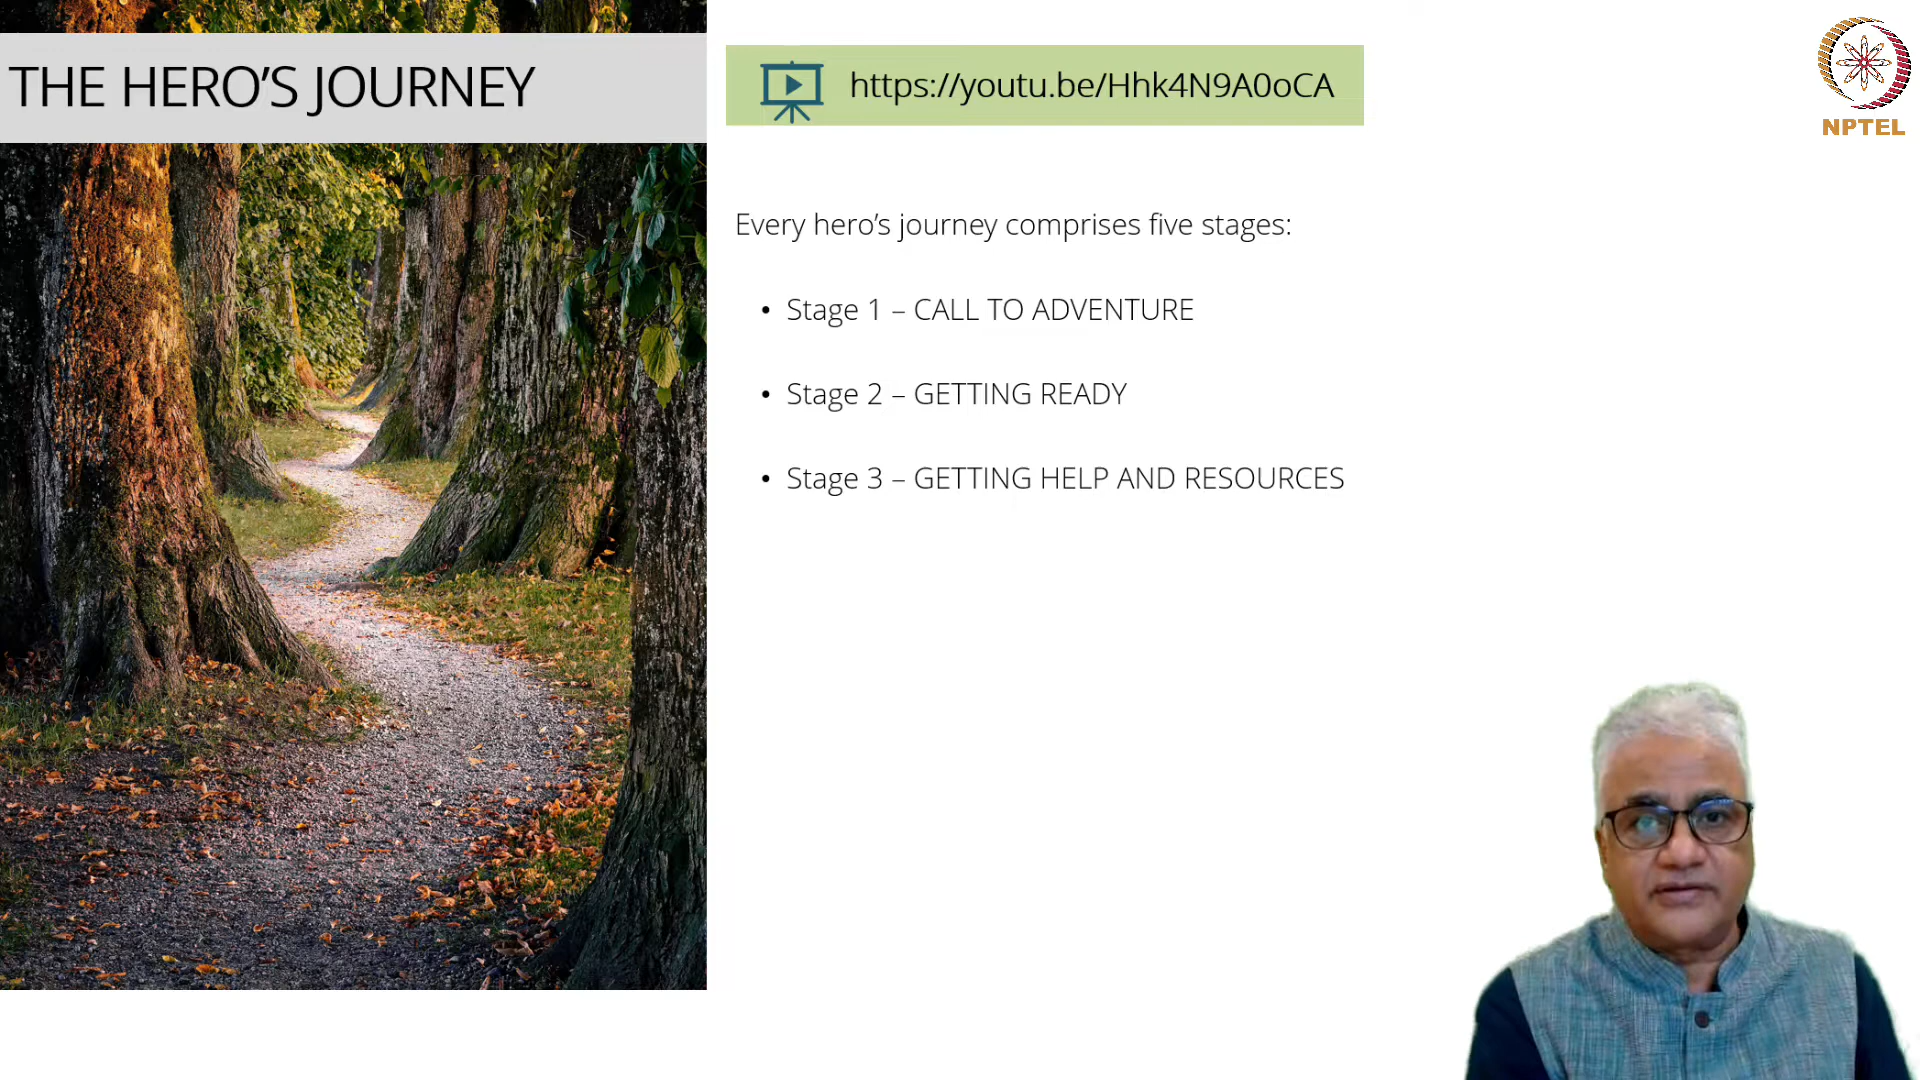 THE HERO’S JOURNEY
https://youtu.be/Hhk4N9A0oCA
NPTEL
Every hero’s journey comprises five stages:
• Stage 1 – CALL TO ADVENTURE
• Stage 2 – GETTING READY
• Stage 3 – GETTING HELP AND RESOURCES